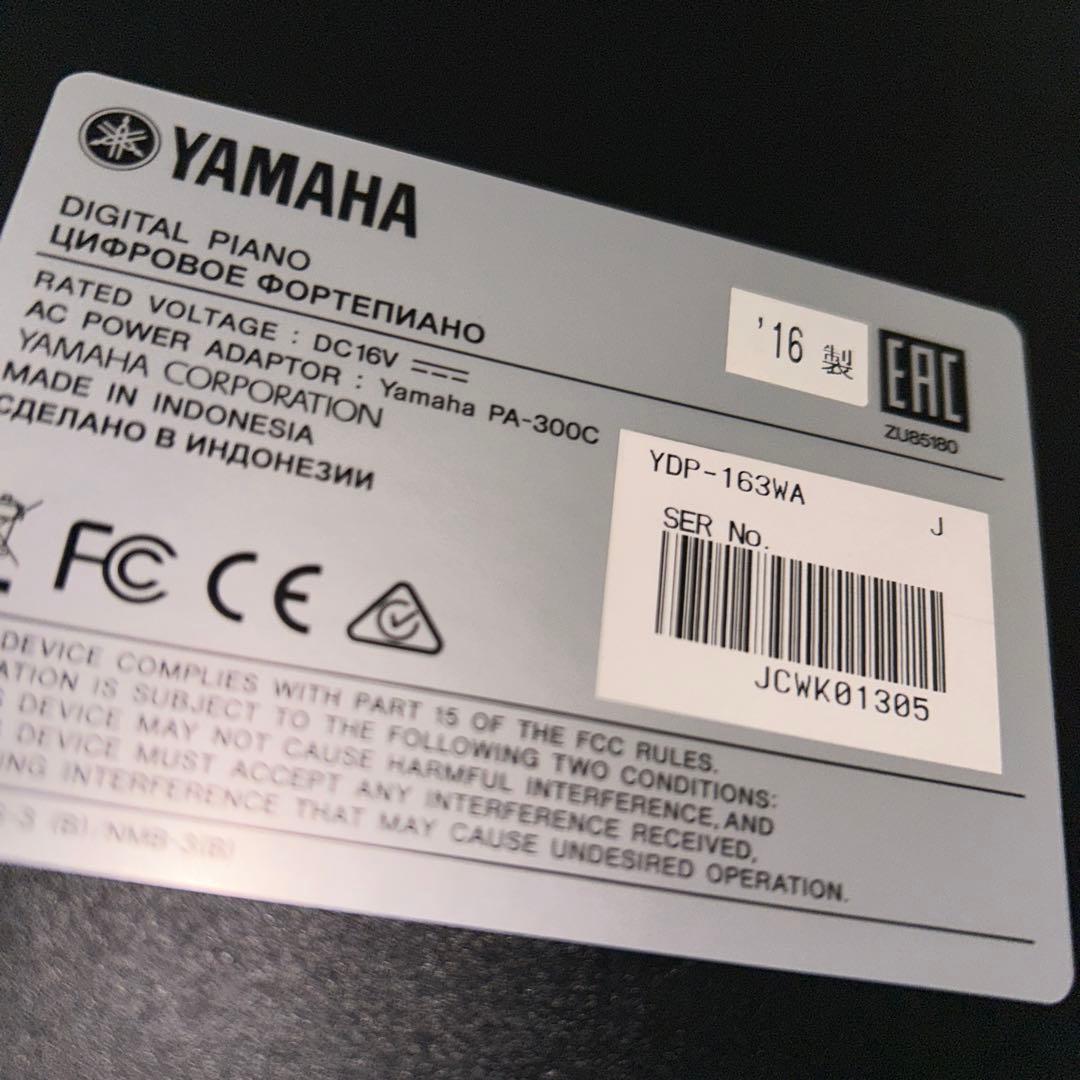 YAMAHA
DIGITAL PIANO
ЦИФРОВОЕ ФОРТЕПИАНО
RATED VOLTAGE : DC16V
AC POWER ADAPTOR : Yamaha PA-300C
YAMAHA CORPORATION
MADE IN INDONESIA
СДЕЛАНО В ИНДОНЕЗИИ
'16 製
EAC
ZU85180
YDP-163WA J
SER No.
JCWK01305
FC CE
DEVICE COMPLIES WITH PART 15 OF THE FCC RULES.
ATION IS SUBJECT TO THE FOLLOWING TWO CONDITIONS:
S DEVICE MAY NOT CAUSE HARMFUL INTERFERENCE, AND
DEVICE MUST ACCEPT ANY INTERFERENCE RECEIVED,
ING INTERFERENCE THAT MAY CAUSE UNDESIRED OPERATION.
-3 (B)/NMB-3(B)